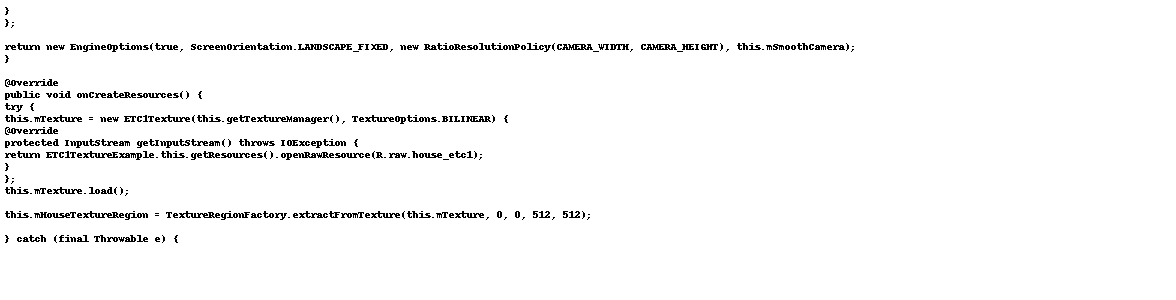 }
};
return new EngineOptions(true, ScreenOrientation.LANDSCAPE_FIXED, new RatioResolutionPolicy(CAMERA_WIDTH, CAMERA_HEIGHT), this.mSmoothCamera);
}
@Override
public void onCreateResources() {
try {
this.mTexture = new ETC1Texture(this.getTextureManager(), TextureOptions.BILINEAR) {
@Override
protected InputStream getInputStream() throws IOException {
return ETC1TextureExample.this.getResources().openRawResource(R.raw.house_etc1);
}
};
this.mTexture.load();
this.mHouseTextureRegion = TextureRegionFactory.extractFromTexture(this.mTexture, 0, 0, 512, 512);
} catch (final Throwable e) {